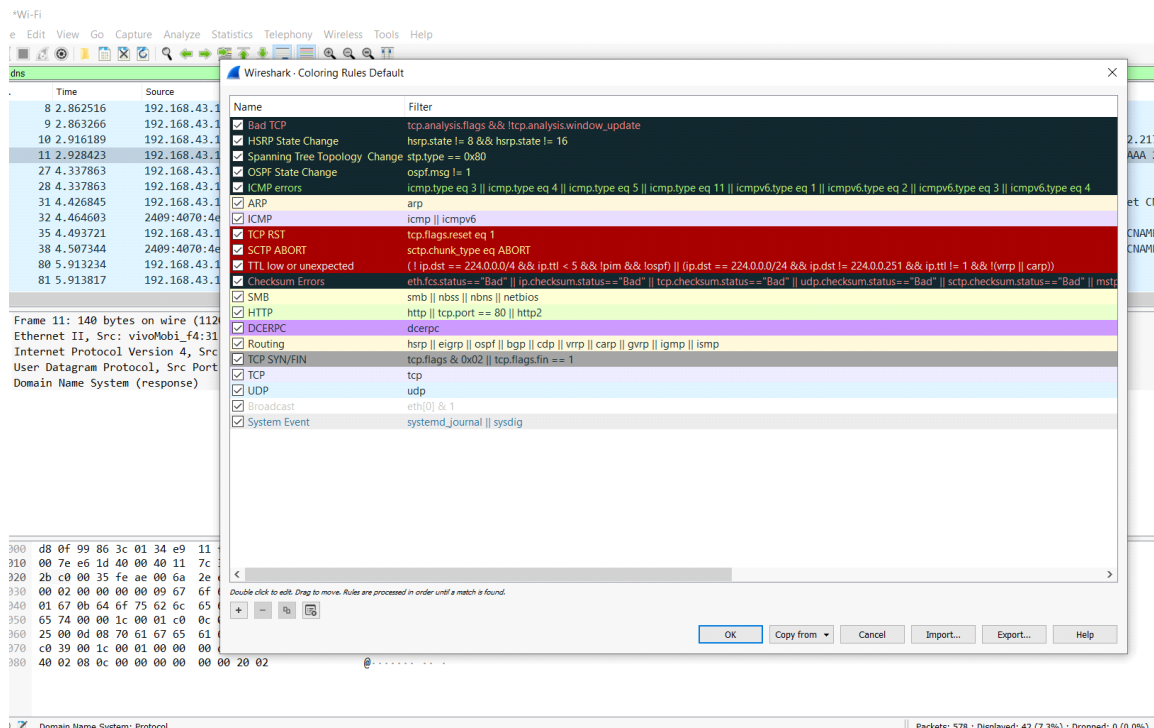 *Wi-Fi
e Edit View Go Capture Analyze Statistics Telephony Wireless Tools Help
dns
Wireshark · Coloring Rules Default
Time Source
8 2.862516 192.168.43.1
9 2.863266 192.168.43.1
10 2.916189 192.168.43.1
11 2.928423 192.168.43.1
27 4.337863 192.168.43.1
28 4.337863 192.168.43.1
31 4.426845 192.168.43.1
32 4.464603 2409:4070:4e
35 4.493721 192.168.43.1
38 4.507344 2409:4070:4e
80 5.913234 192.168.43.1
81 5.913817 192.168.43.1
2.217
AAA 2
et CN
CNAME
CNAME
Name Filter
Bad TCP tcp.analysis.flags && !tcp.analysis.window_update
HSRP State Change hsrp.state != 8 && hsrp.state != 16
Spanning Tree Topology Change stp.type == 0x80
OSPF State Change ospf.msg != 1
ICMP errors icmp.type eq 3 || icmp.type eq 4 || icmp.type eq 5 || icmp.type eq 11 || icmpv6.type eq 1 || icmpv6.type eq 2 || icmpv6.type eq 3 || icmpv6.type eq 4
ARP arp
ICMP icmp || icmpv6
TCP RST tcp.flags.reset eq 1
SCTP ABORT sctp.chunk_type eq ABORT
TTL low or unexpected ( ! ip.dst == 224.0.0.0/4 && ip.ttl < 5 && !pim && !ospf) || (ip.dst == 224.0.0.0/24 && ip.dst != 224.0.0.251 && ip.ttl != 1 && !(vrrp || carp))
Checksum Errors eth.fcs.status=="Bad" || ip.checksum.status=="Bad" || tcp.checksum.status=="Bad" || udp.checksum.status=="Bad" || sctp.checksum.status=="Bad" || mstp
SMB smb || nbss || nbns || netbios
HTTP http || tcp.port == 80 || http2
DCERPC dcerpc
Routing hsrp || eigrp || ospf || bgp || cdp || vrrp || carp || gvrp || igmp || ismp
TCP SYN/FIN tcp.flags & 0x02 || tcp.flags.fin == 1
TCP tcp
UDP udp
Broadcast eth[0] & 1
System Event systemd_journal || sysdig
Double click to edit. Drag to move. Rules are processed in order until a match is found.
OK Copy from Cancel Import... Export... Help
Frame 11: 140 bytes on wire (1120
Ethernet II, Src: vivoMobi_f4:31
Internet Protocol Version 4, Src
User Datagram Protocol, Src Port
Domain Name System (response)
000 d8 0f 99 86 3c 01 34 e9 11
010 00 7e e6 1d 40 00 40 11 7c
020 2b c0 00 35 fe ae 00 6a 2e
030 00 02 00 00 00 00 09 67 6f
040 01 67 0b 64 6f 75 62 6c 65
050 65 74 00 00 1c 00 01 c0 0c
060 25 00 0d 08 70 61 67 65 61
070 c0 39 00 1c 00 01 00 00 00
080 40 02 08 0c 00 00 00 00 00 00 20 02 @······· ·· ·
Domain Name System: Protocol
Packets: 578 · Displayed: 42 (7.3%) · Dropped: 0 (0.0%)